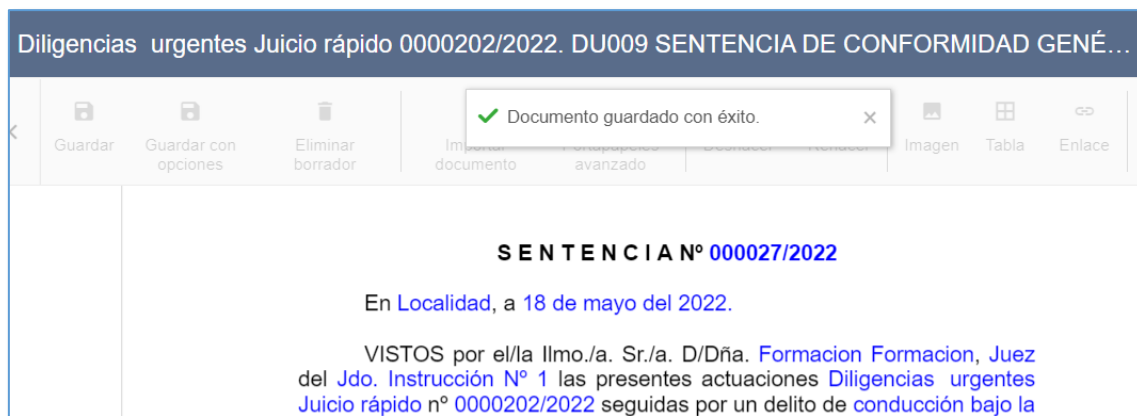 Diligencias  urgentes Juicio rápido 0000202/2022. DU009 SENTENCIA DE CONFORMIDAD GENÉ...
Documento guardado con éxito.
Guardar
Guardar con
opciones
Eliminar
borrador
documento
avanzado
Imagen
Tabla
Enlace
S E N T E N C I A Nº 000027/2022
En Localidad, a 18 de mayo del 2022.
VISTOS por el/la Ilmo./a. Sr./a. D/Dña. Formacion Formacion, Juez
del Jdo. Instrucción Nº 1 las presentes actuaciones Diligencias  urgentes
Juicio rápido nº 0000202/2022 seguidas por un delito de conducción bajo la